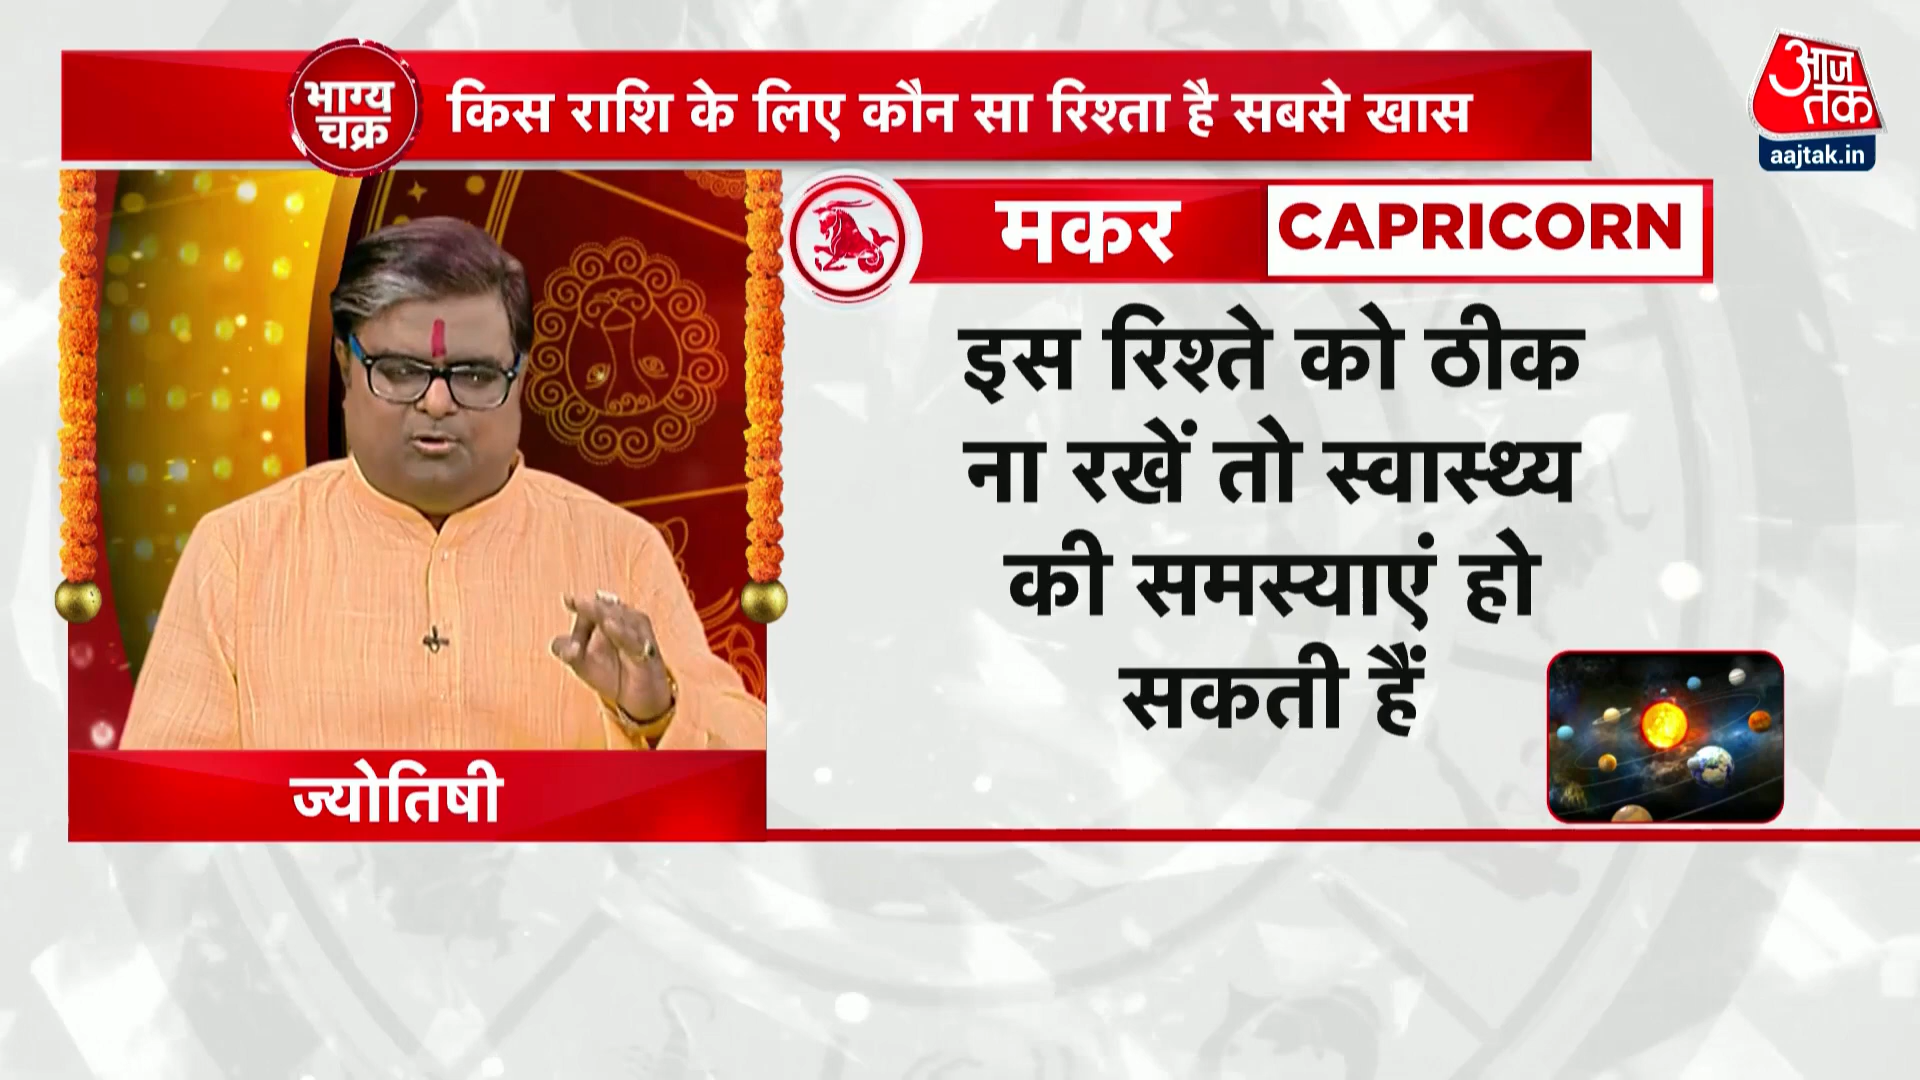 भाग्य
चक्र
किस राशि के लिए कौन सा रिश्ता है सबसे खास
आज
तक
aajtak.in
मकर
CAPRICORN
इस रिश्ते को ठीक
ना रखें तो स्वास्थ्य
की समस्याएं हो
सकती हैं
ज्योतिषी